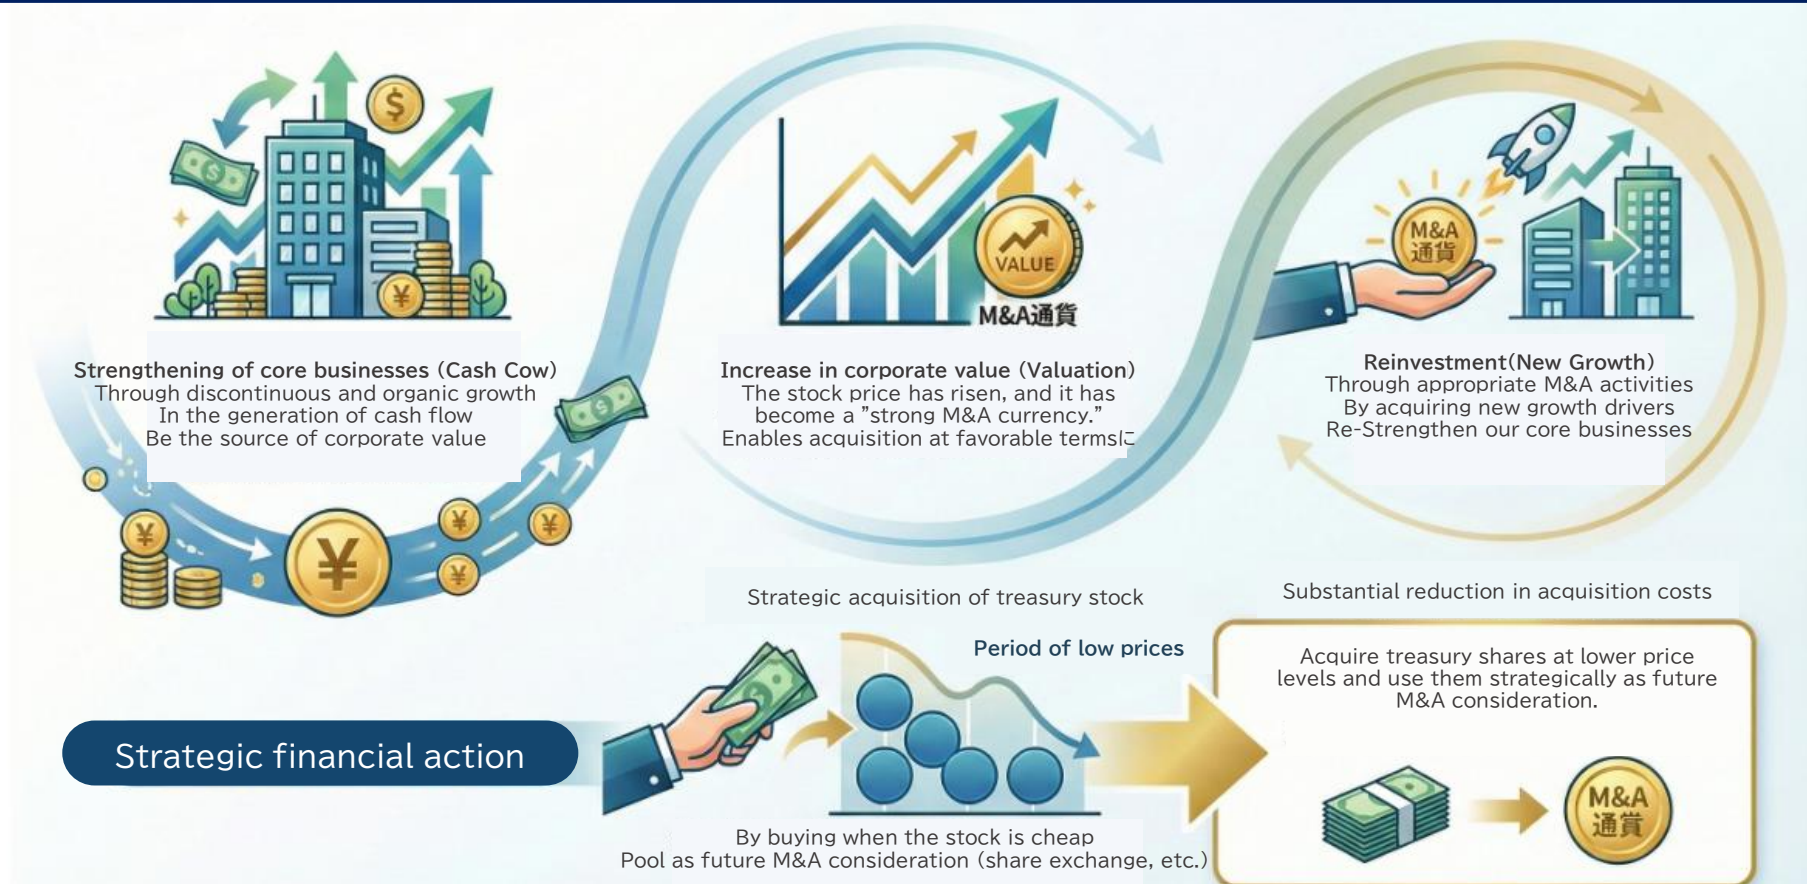 $
$
¥
Strengthening of core businesses (Cash Cow)
Through discontinuous and organic growth
In the generation of cash flow
Be the source of corporate value
$
¥
¥
¥
¥
¥
VALUE
M&A通貨
Increase in corporate value (Valuation)
The stock price has risen, and it has
become a "strong M&A currency."
Enables acquisition at favorable termsに
M&A
通貨
Reinvestment(New Growth)
Through appropriate M&A activities
By acquiring new growth drivers
Re-Strengthen our core businesses
Strategic financial action
Strategic acquisition of treasury stock
Period of low prices
By buying when the stock is cheap
Pool as future M&A consideration (share exchange, etc.)
Substantial reduction in acquisition costs
Acquire treasury shares at lower price
levels and use them strategically as future
M&A consideration.
M&A
通貨